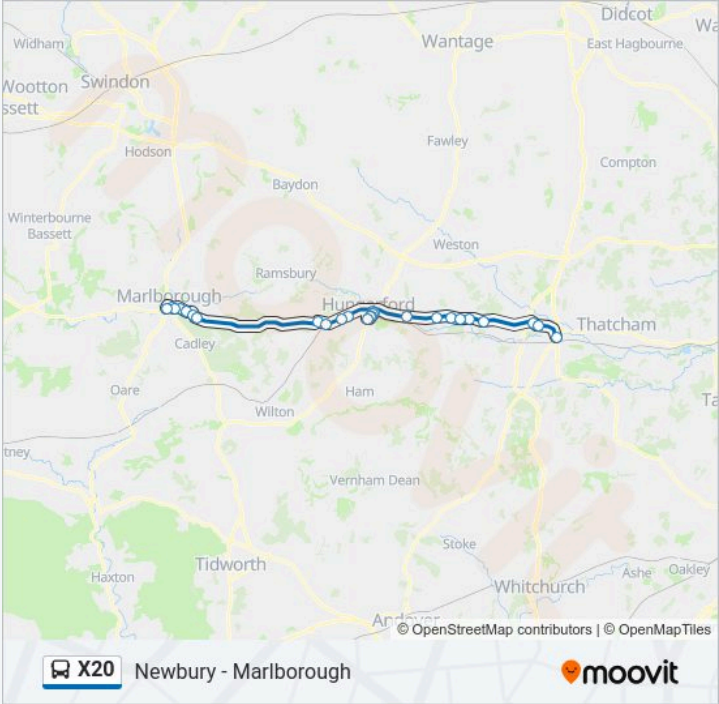 Didcot
Widham
Wantage
East Hagbourne
Wootton
Swindon
Fawley
Hodson
Compton
Baydon
Winterbourne
Bassett
Weston
Ramsbury
Marlborough
Hungerford
Thatcham
Cadley
Oare
Ham
Wilton
Vernham Dean
Stoke
Tidworth
Haxton
Ashe
Oakley
Whitchurch
Andover
© OpenStreetMap contributors | © OpenMapTiles
X20 Newbury - Marlborough
moovit